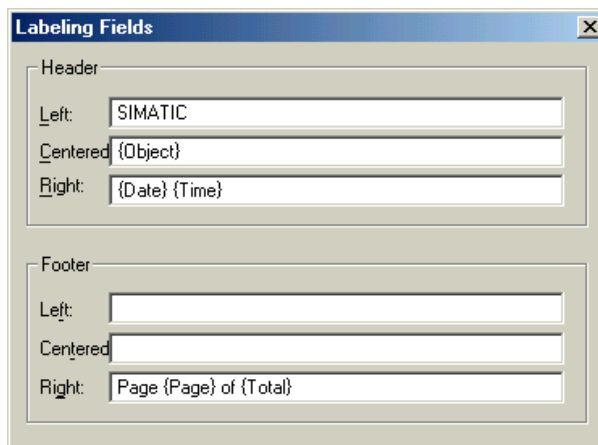 Labeling Fields
Header
Left: SIMATIC
Centered {Object}
Right: {Date} {Time}
Footer
Left:
Centered
Right: Page {Page} of {Total}